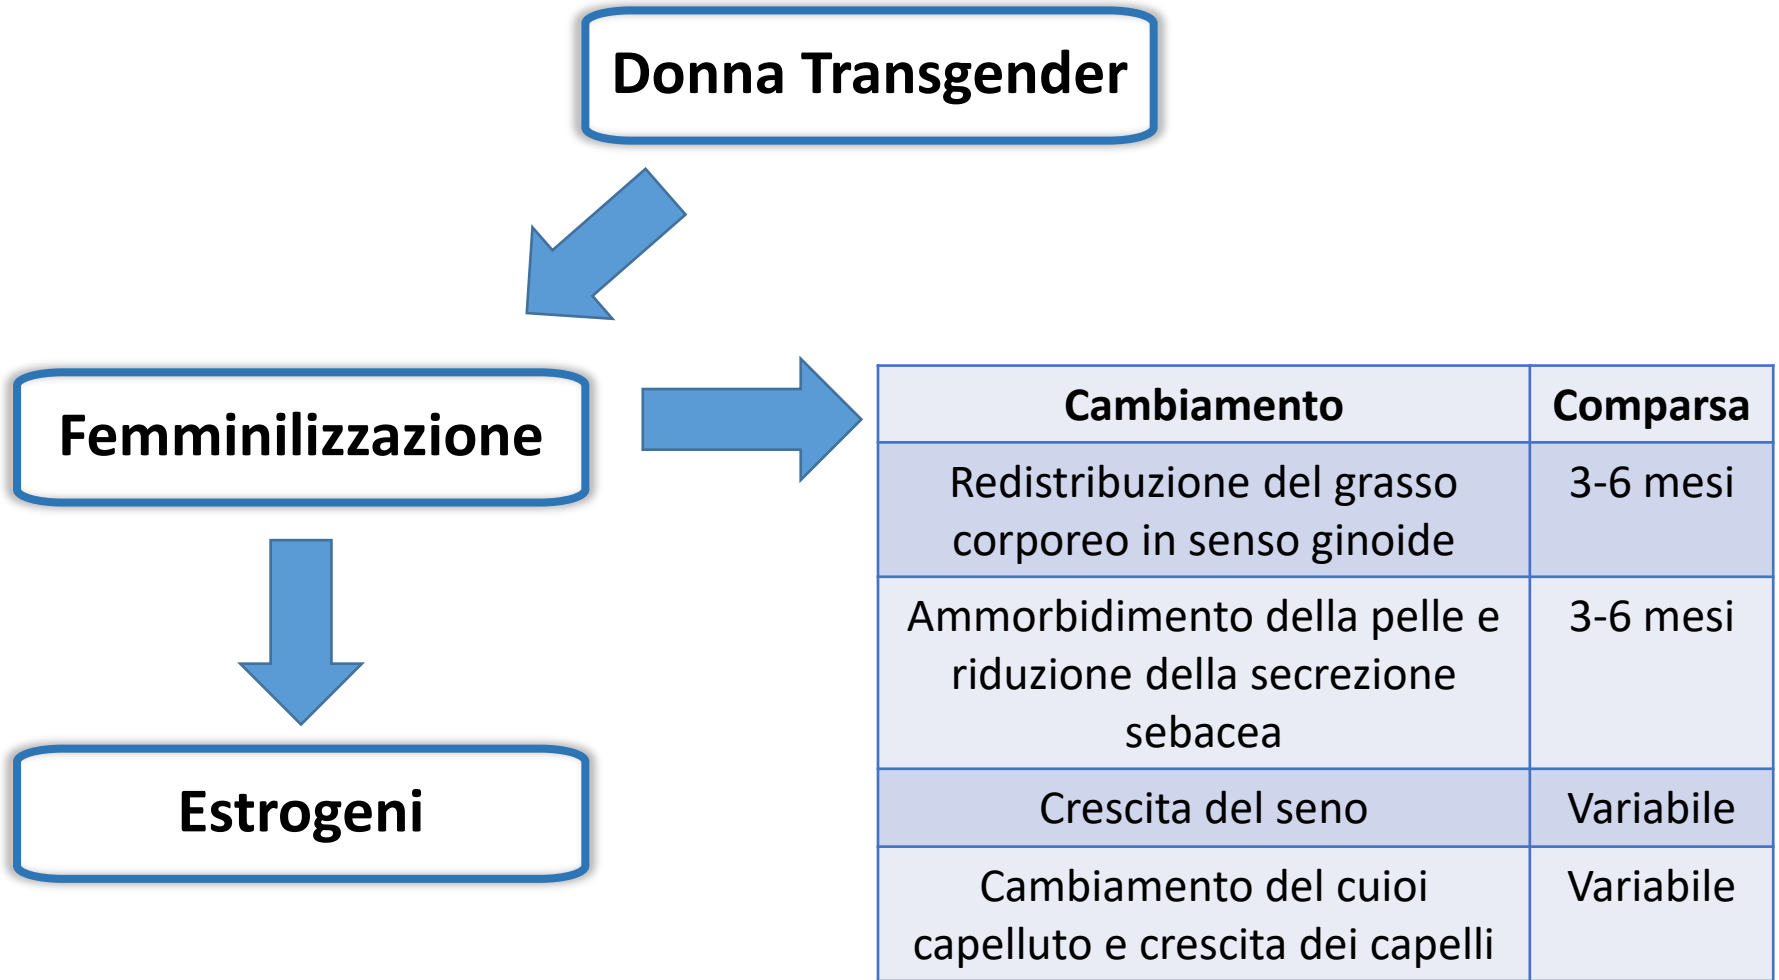 Donna Transgender
Femminilizzazione
Estrogeni
Cambiamento Comparsa
Redistribuzione del grasso 3-6 mesi
corporeo in senso ginoide
Ammorbidimento della pelle e 3-6 mesi
riduzione della secrezione
sebacea
Crescita del seno Variabile
Cambiamento del cuioi Variabile
capelluto e crescita dei capelli